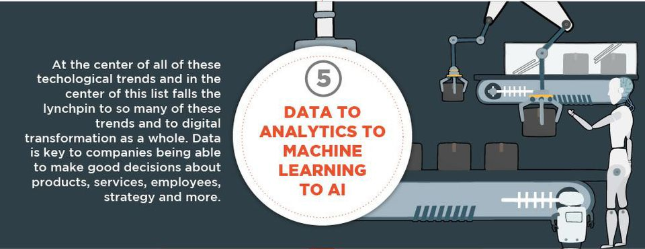 At the center of all of these
techological trends and in the
center of this list falls the
lynchpin to so many of these
trends and to digital
transformation as a whole. Data
is key to companies being able
to make good decisions about
products, services, employees,
strategy and more.
5
DATA TO
ANALYTICS TO
MACHINE
LEARNING
TO AI